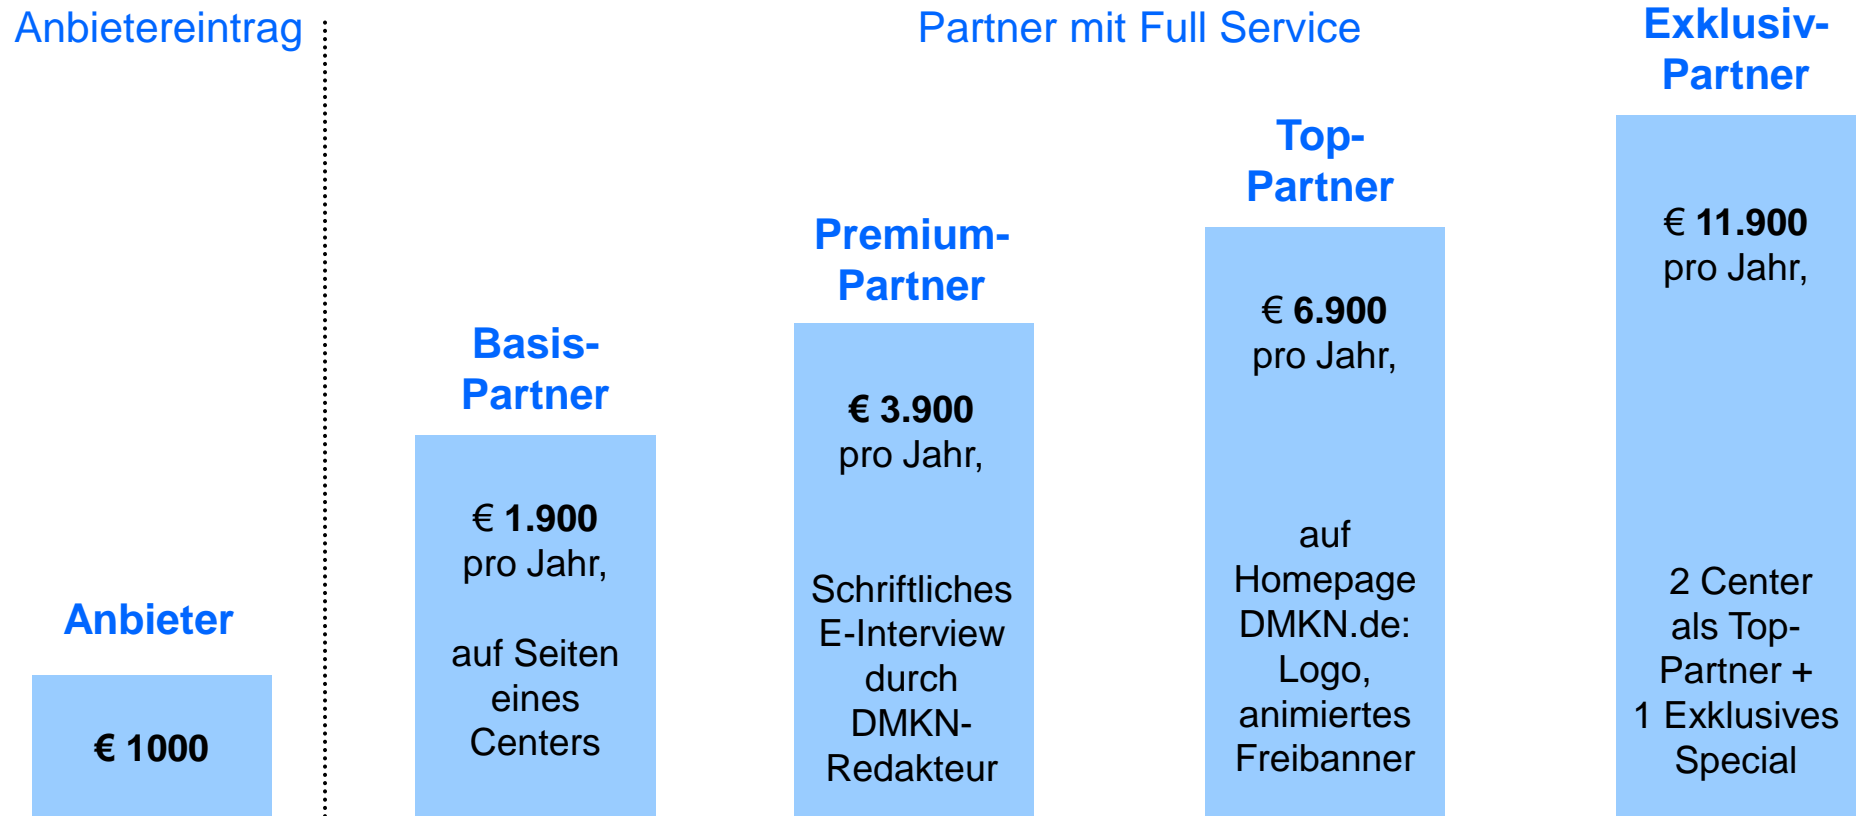 Anbietereintrag
Partner mit Full Service
Anbieter
€ 1000
Basis-
Partner
€ 1.900
pro Jahr,
auf Seiten
eines
Centers
Premium-
Partner
€ 3.900
pro Jahr,
Schriftliches
E-Interview
durch
DMKN-
Redakteur
Top-
Partner
€ 6.900
pro Jahr,
auf
Homepage
DMKN.de:
Logo,
animiertes
Freibanner
Exklusiv-
Partner
€ 11.900
pro Jahr,
2 Center
als Top-
Partner +
1 Exklusives
Special